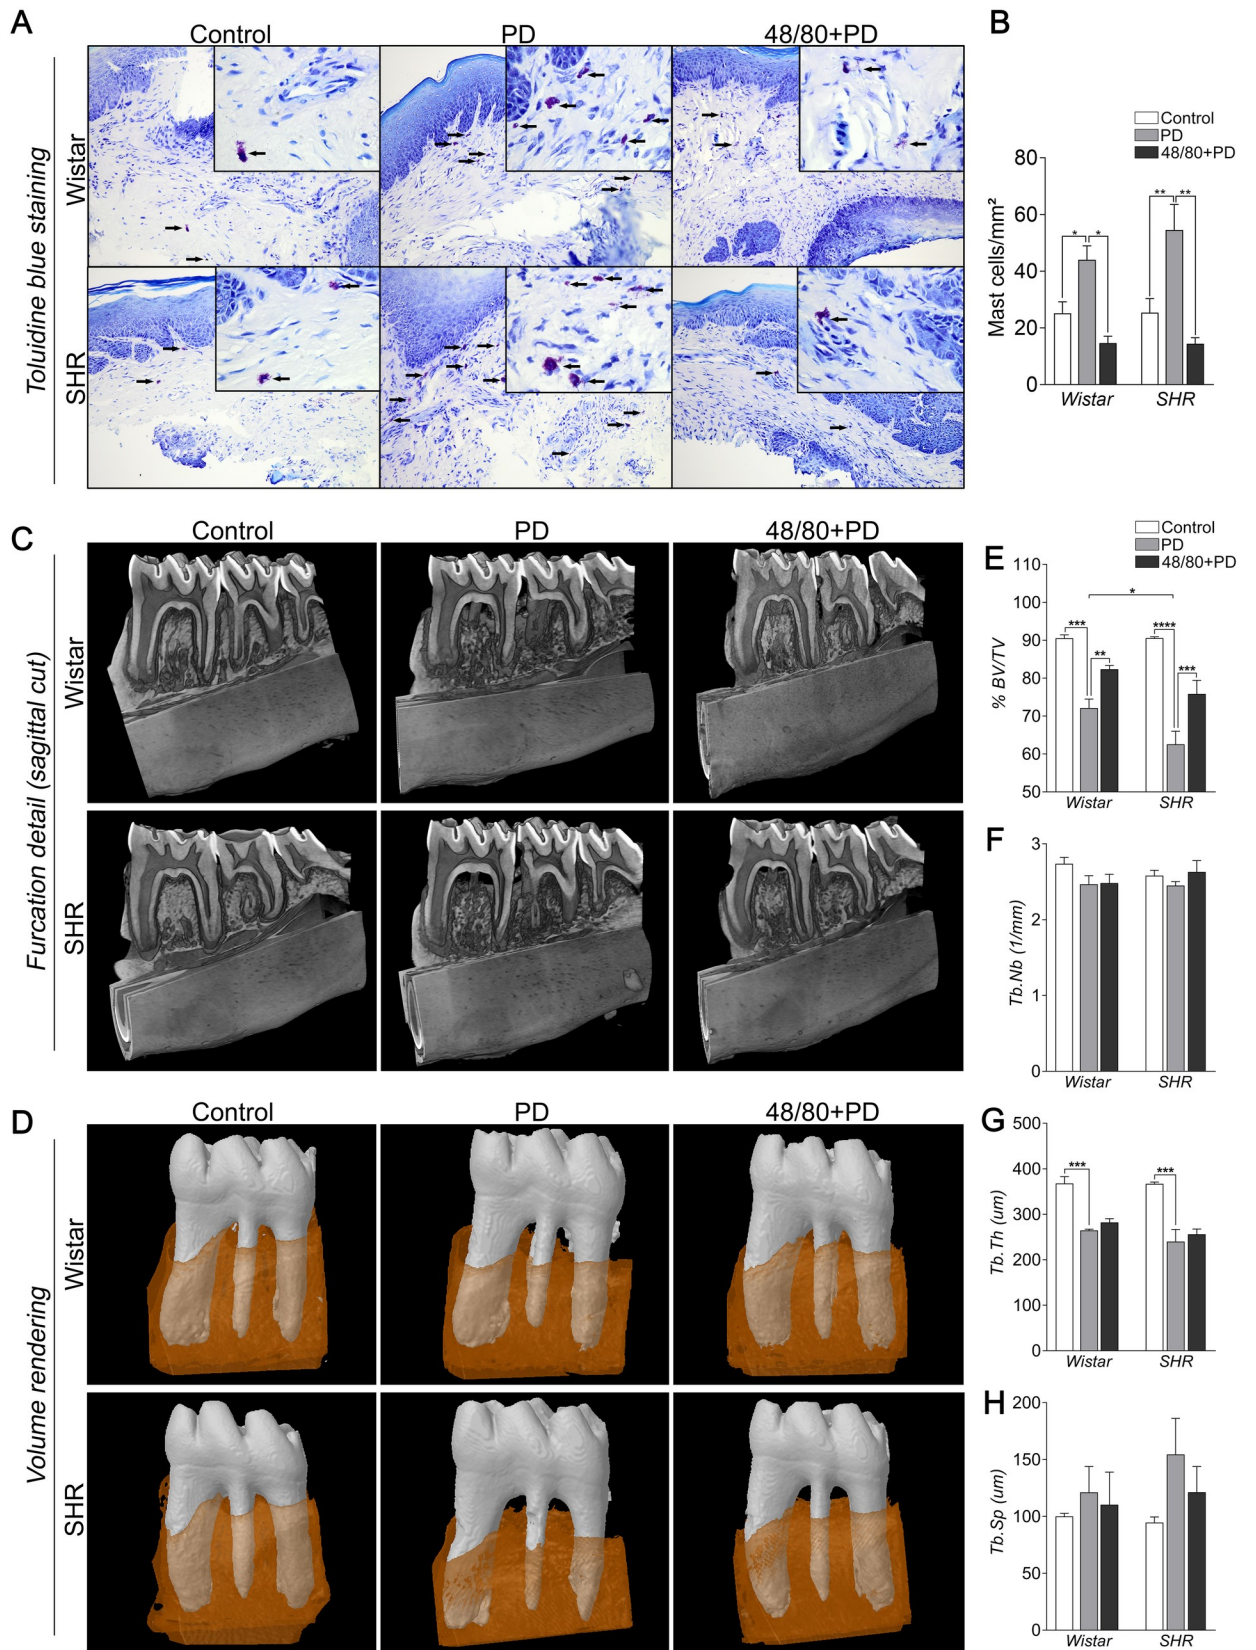 A
Control
PD
48/80+PD
Toluidine blue staining
Wistar
SHR
B
Control
PD
48/80+PD
Mast cells/mm²
80
60
40
20
0
* *
** **
Wistar
SHR
C
Control
PD
48/80+PD
Furcation detail (sagittal cut)
Wistar
SHR
D
Control
PD
48/80+PD
Volume rendering
Wistar
SHR
Control
PD
48/80+PD
E
% BV/TV
110
100
90
80
70
60
50
*
*** ****
** ***
Wistar
SHR
F
Tb.Nb (1/mm)
3
2
1
0
Wistar
SHR
G
Tb.Th (um)
500
400
300
200
100
0
*** ***
Wistar
SHR
H
Tb.Sp (um)
200
150
100
50
0
Wistar
SHR